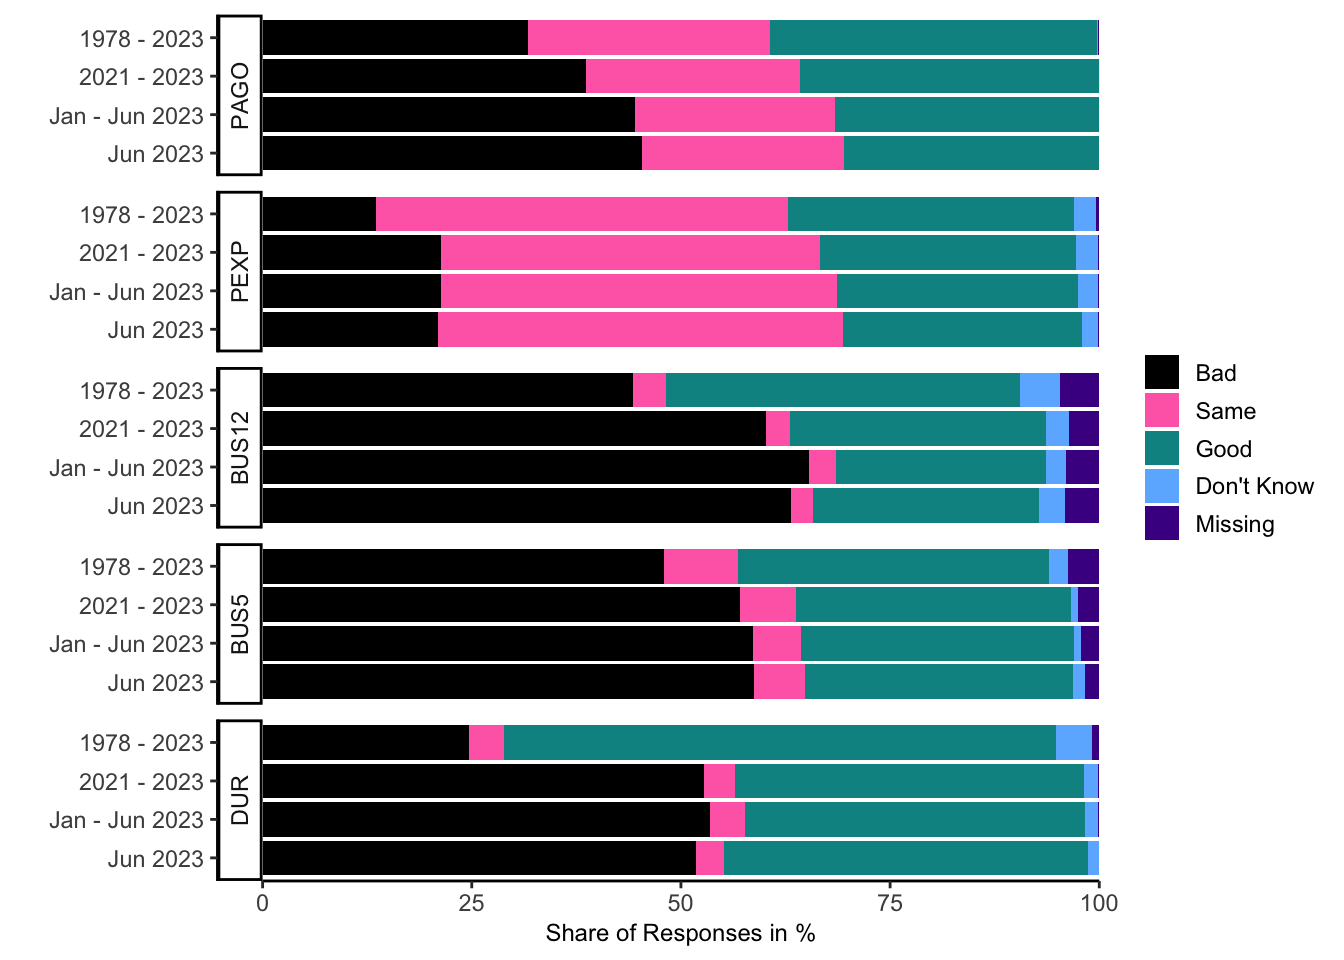 PAGO
1978 - 2023
2021 - 2023
Jan - Jun 2023
Jun 2023
PEXP
1978 - 2023
2021 - 2023
Jan - Jun 2023
Jun 2023
BUS12
1978 - 2023
2021 - 2023
Jan - Jun 2023
Jun 2023
BUS5
1978 - 2023
2021 - 2023
Jan - Jun 2023
Jun 2023
DUR
1978 - 2023
2021 - 2023
Jan - Jun 2023
Jun 2023
0 25 50 75 100
Share of Responses in %
Bad
Same
Good
Don't Know
Missing